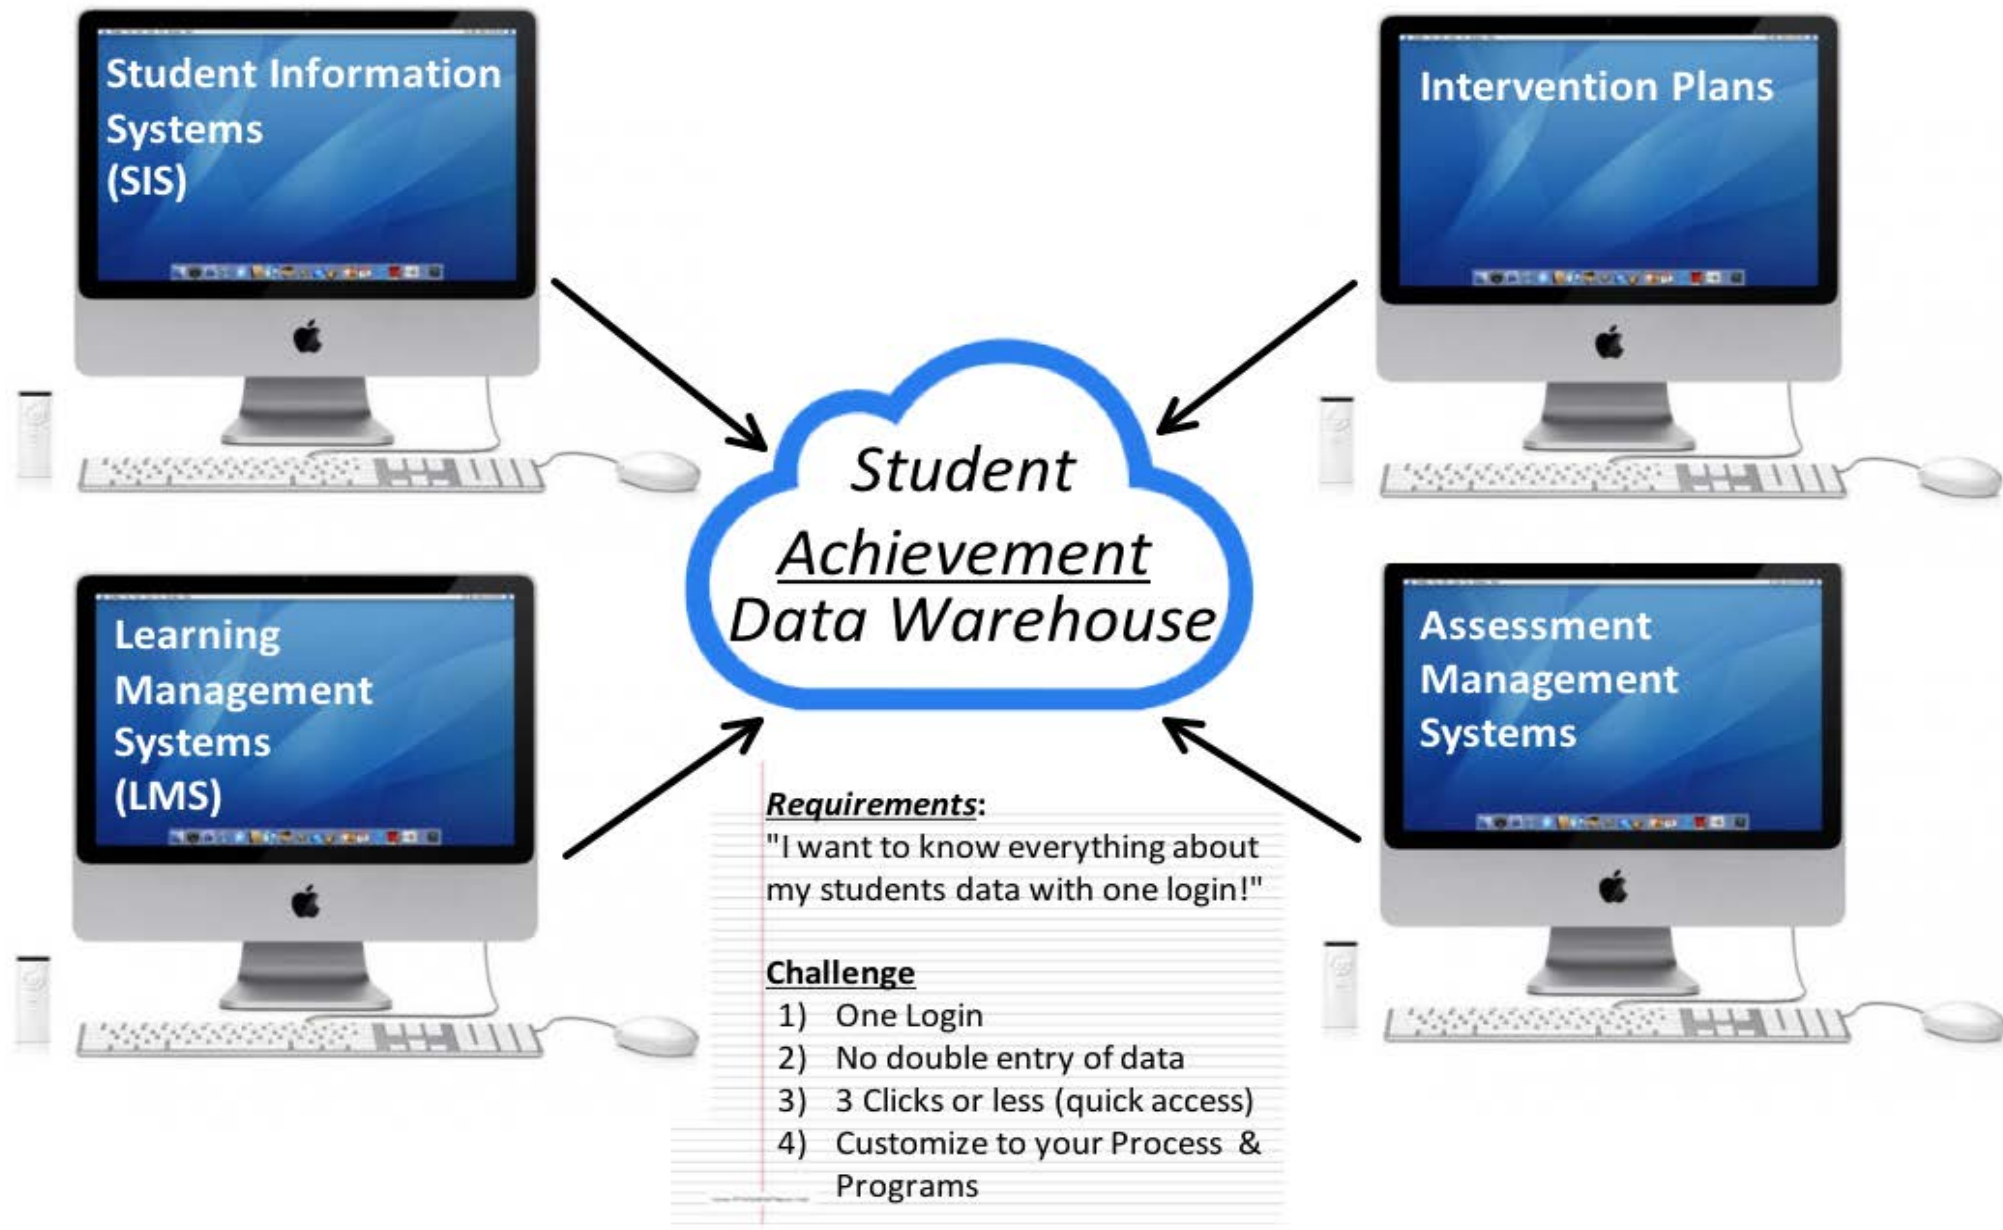 Student Information
Systems
(SIS)
Intervention Plans
Student
Achievement
Data Warehouse
Learning
Management
Systems
(LMS)
Assessment
Management
Systems
Requirements:
"I want to know everything about
my students data with one login!"
Challenge
1) One Login
2) No double entry of data
3) 3 Clicks or less (quick access)
4) Customize to your Process &
Programs